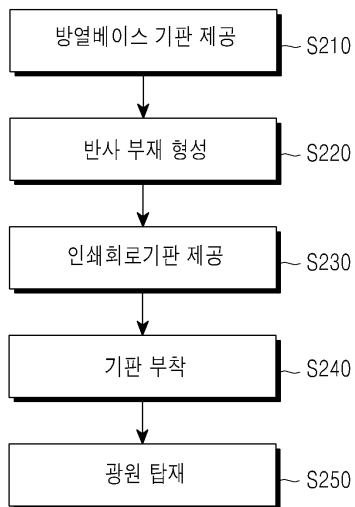 방열베이스 기판 제공
S210
반사 부재 형성
S220
인쇄회로기판 제공
S230
기판 부착
S240
광원 탑재
S250